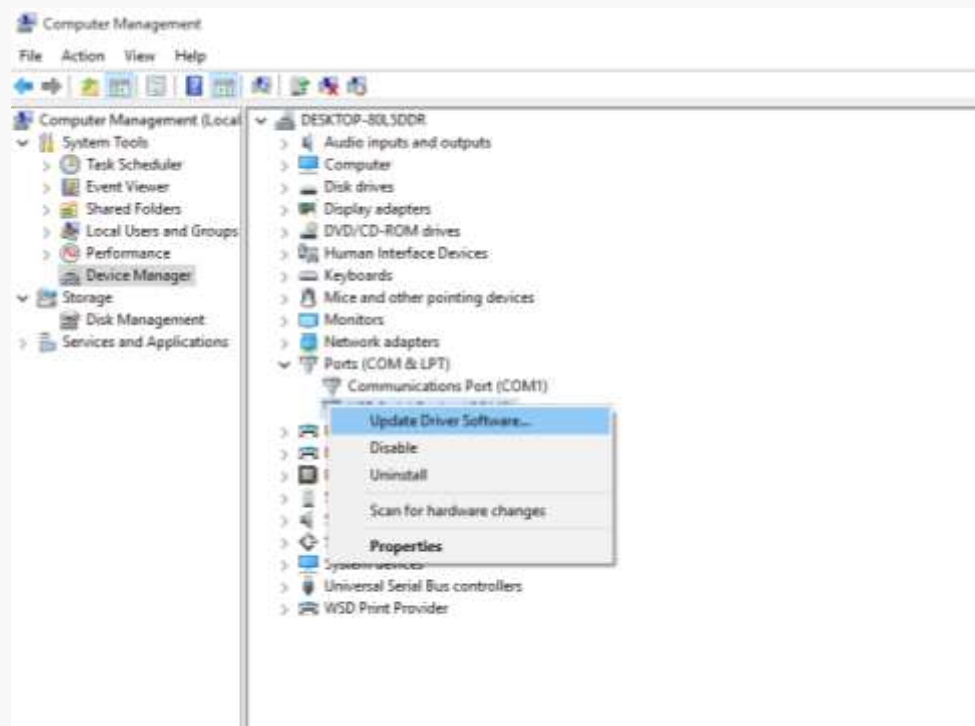 Computer Management
File Action View Help
Computer Management (Local
System Tools
Task Scheduler
Event Viewer
Shared Folders
Local Users and Groups
Performance
Device Manager
Storage
Disk Management
Services and Applications
DESKTOP-80L5DDR
Audio inputs and outputs
Computer
Disk drives
Display adapters
DVD/CD-ROM drives
Human Interface Devices
Keyboards
Mice and other pointing devices
Monitors
Network adapters
Ports (COM & LPT)
Communications Port (COM1)
Update Driver Software...
Disable
Uninstall
Scan for hardware changes
Properties
System devices
Universal Serial Bus controllers
WSD Print Provider